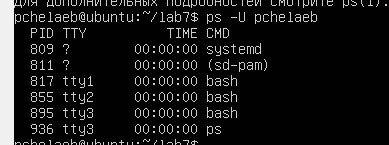 для дополнительных подробностей смотрите ps(1).
pchelaeb@ubuntu:~/lab7$ ps -U pchelaeb
PID TTY TIME CMD
809 ? 00:00:00 systemd
811 ? 00:00:00 (sd-pam)
817 tty1 00:00:00 bash
855 tty2 00:00:00 bash
895 tty3 00:00:00 bash
936 tty3 00:00:00 ps
pchelaeb@ubuntu:~/lab7$